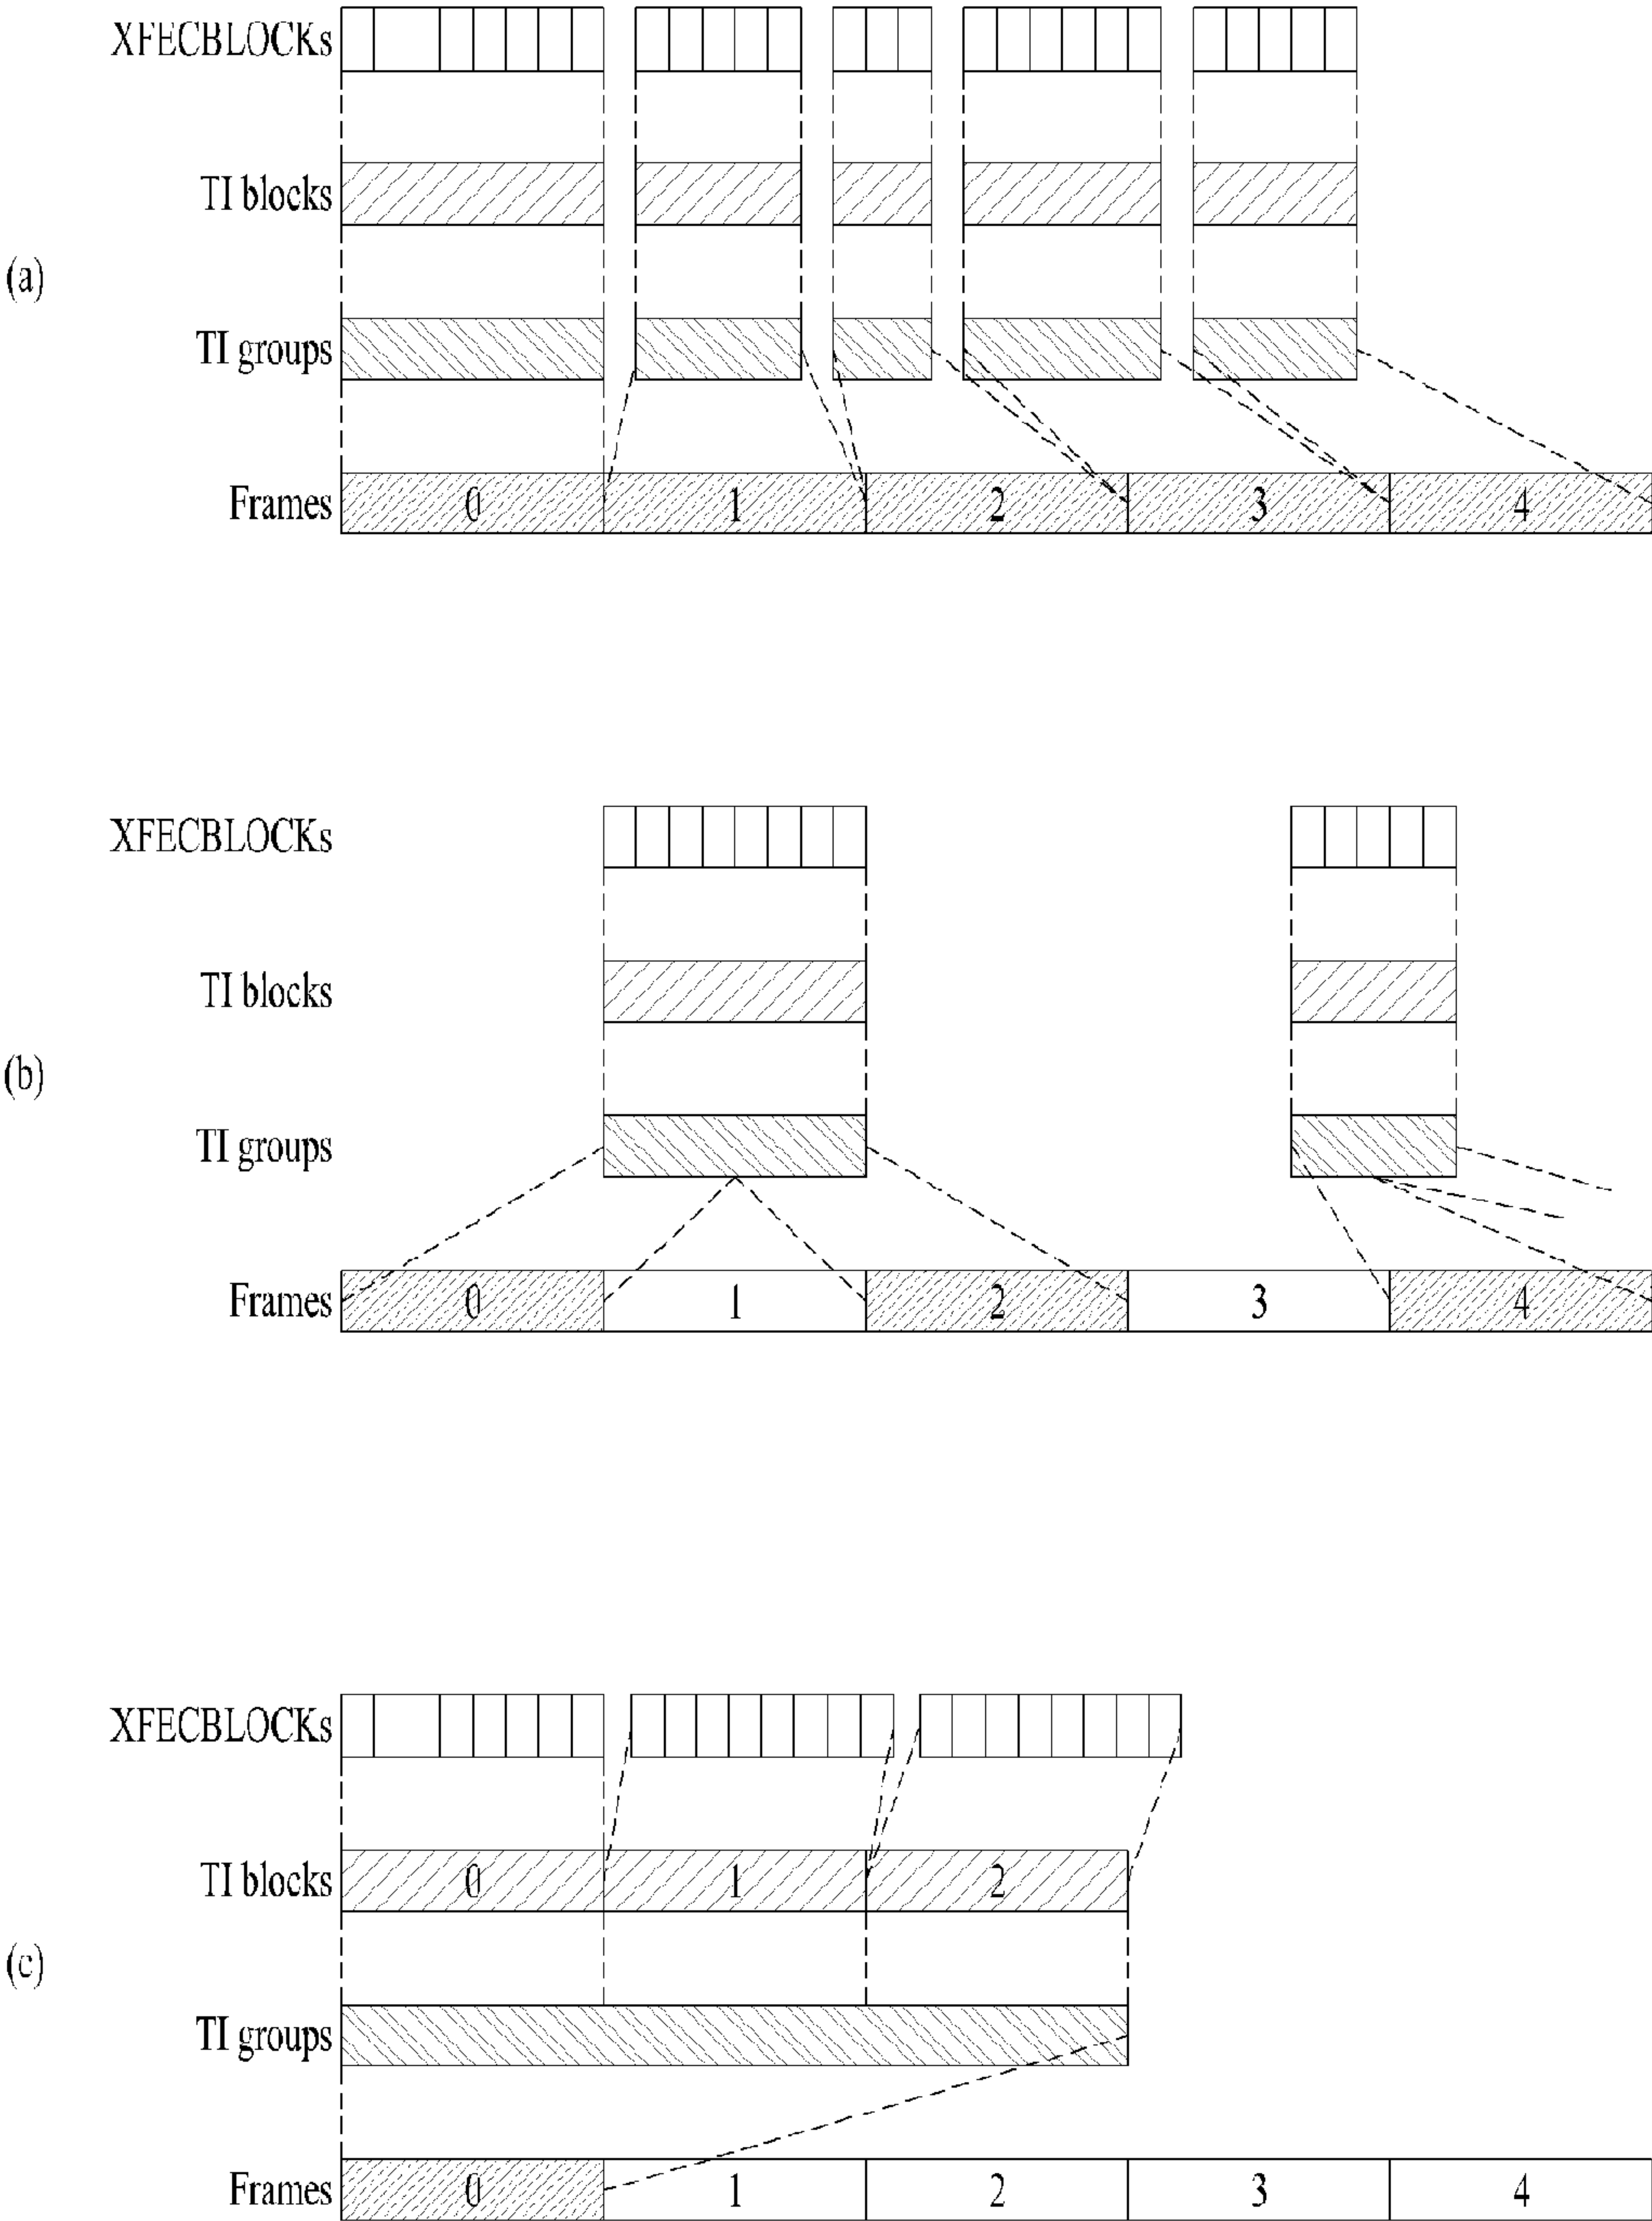 XFECBLOCKs
TI blocks
(a)
TI groups
Frames 0 1 2 3 4
XFECBLOCKs
TI blocks
(b)
TI groups
Frames 0 1 2 3 4
XFECBLOCKs
TI blocks 0 1 2
(c)
TI groups
Frames 0 1 2 3 4